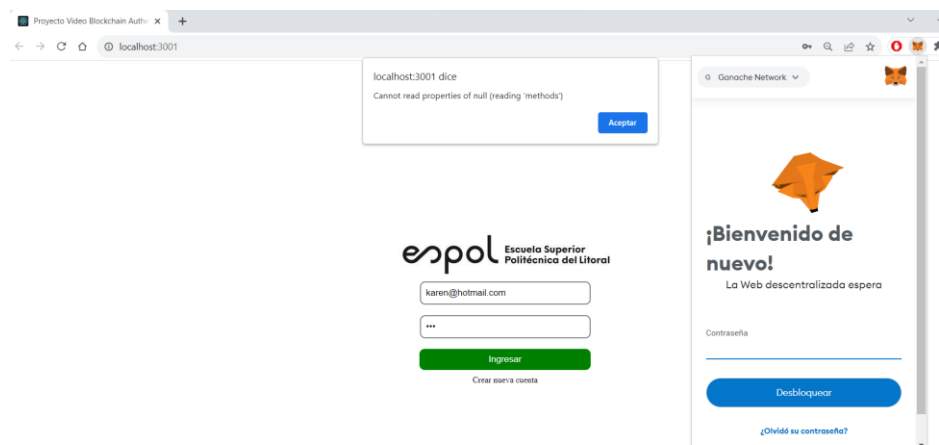 Proyecto Video Blockchain Authe
localhost:3001
localhost:3001 dice
Cannot read properties of null (reading 'methods')
Aceptar
espol
Escuela Superior
Politécnica del Litoral
karen@hotmail.com
•••
Ingresar
Crear nueva cuenta
G Ganache Network
¡Bienvenido de
nuevo!
La Web descentralizada espera
Contraseña
Desbloquear
¿Olvidó su contraseña?